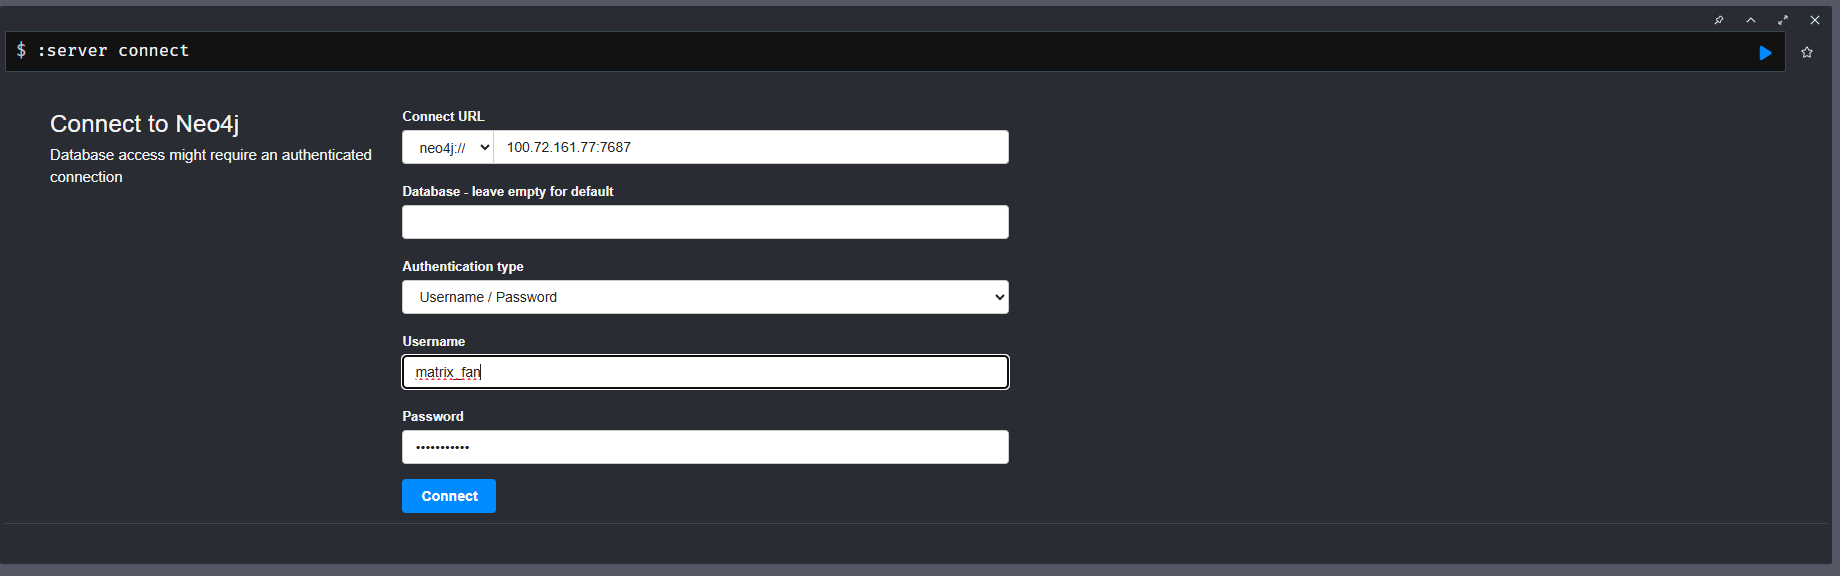 $ :server connect
Connect to Neo4j
Database access might require an authenticated
connection
Connect URL
neo4j://
100.72.161.77:7687
Database - leave empty for default
Authentication type
Username / Password
Username
matrix_fan
Password
•••••••••••
Connect